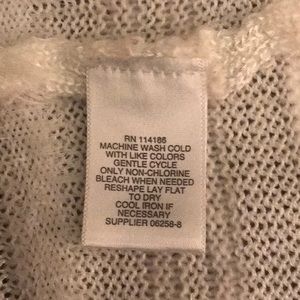 RN 114186
MACHINE WASH COLD
WITH LIKE COLORS
GENTLE CYCLE
ONLY NON-CHLORINE
BLEACH WHEN NEEDED
RESHAPE LAY FLAT
TO DRY
COOL IRON IF
NECESSARY
SUPPLIER 06258-8